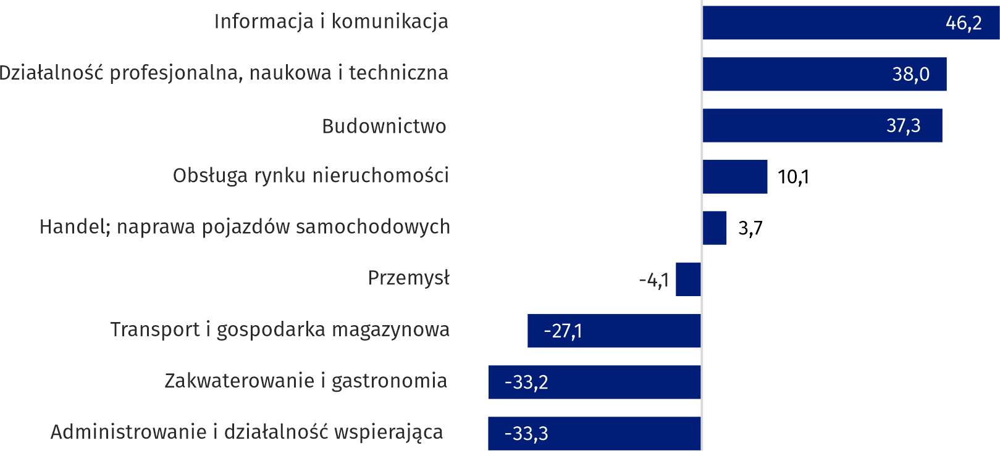 Informacja i komunikacja 46,2
Działalność profesjonalna, naukowa i techniczna 38,0
Budownictwo 37,3
Obsługa rynku nieruchomości 10,1
Handel; naprawa pojazdów samochodowych 3,7
Przemysł -4,1
Transport i gospodarka magazynowa -27,1
Zakwaterowanie i gastronomia -33,2
Administrowanie i działalność wspierająca -33,3